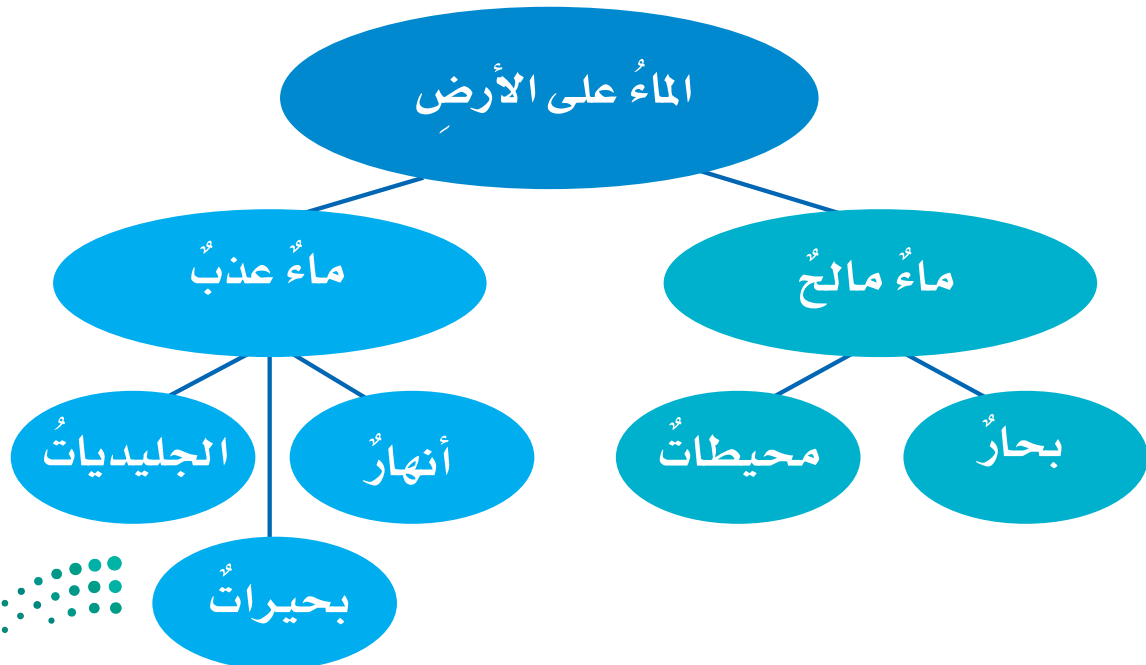 الماءُ على الأرضِ
ماءٌ مالحٌ
ماءٌ عذبٌ
بحارٌ
محيطاتٌ
أنهارٌ
الجليدياتُ
بحيراتٌ